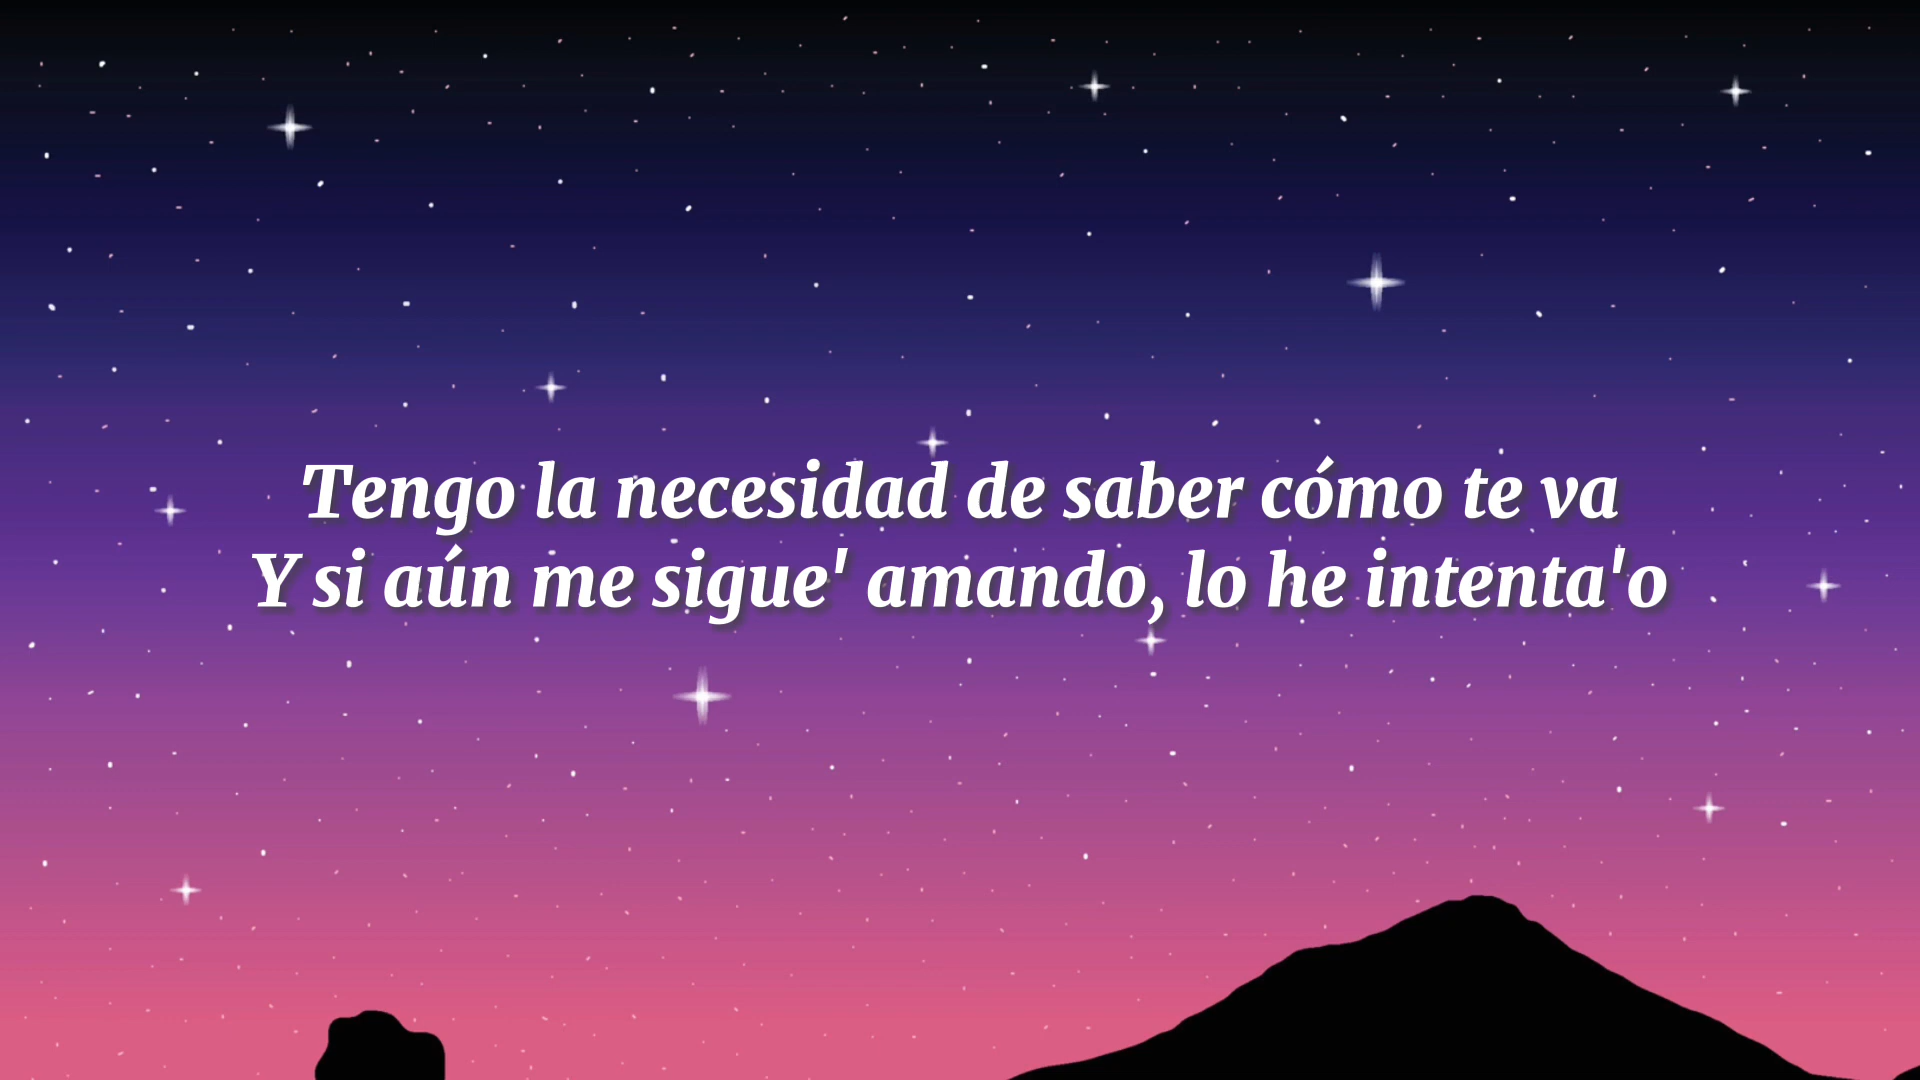 Tengo la necesidad de saber cómo te va
Y si aún me sigue' amando, lo he intenta'o